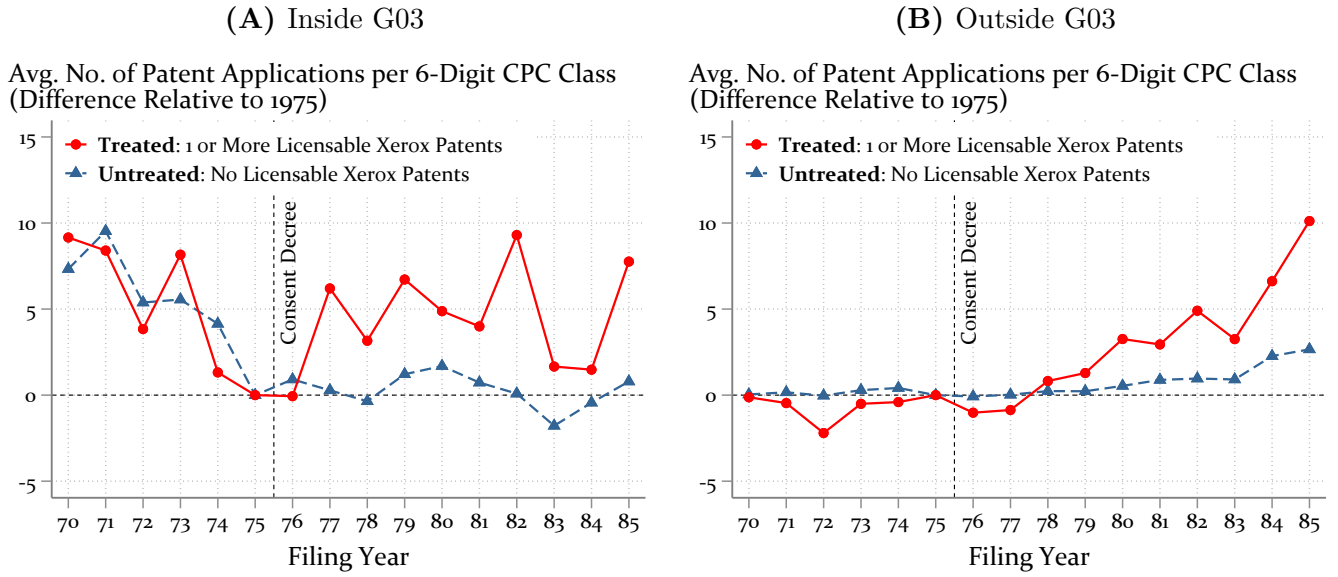 (A) Inside G03
Avg. No. of Patent Applications per 6-Digit CPC Class
(Difference Relative to 1975)
15
10
5
0
-5
Treated: 1 or More Licensable Xerox Patents
Untreated: No Licensable Xerox Patents
Consent Decree
70 71 72 73 74 75 76 77 78 79 80 81 82 83 84 85
Filing Year
(B) Outside G03
Avg. No. of Patent Applications per 6-Digit CPC Class
(Difference Relative to 1975)
15
10
5
0
-5
Treated: 1 or More Licensable Xerox Patents
Untreated: No Licensable Xerox Patents
Consent Decree
70 71 72 73 74 75 76 77 78 79 80 81 82 83 84 85
Filing Year